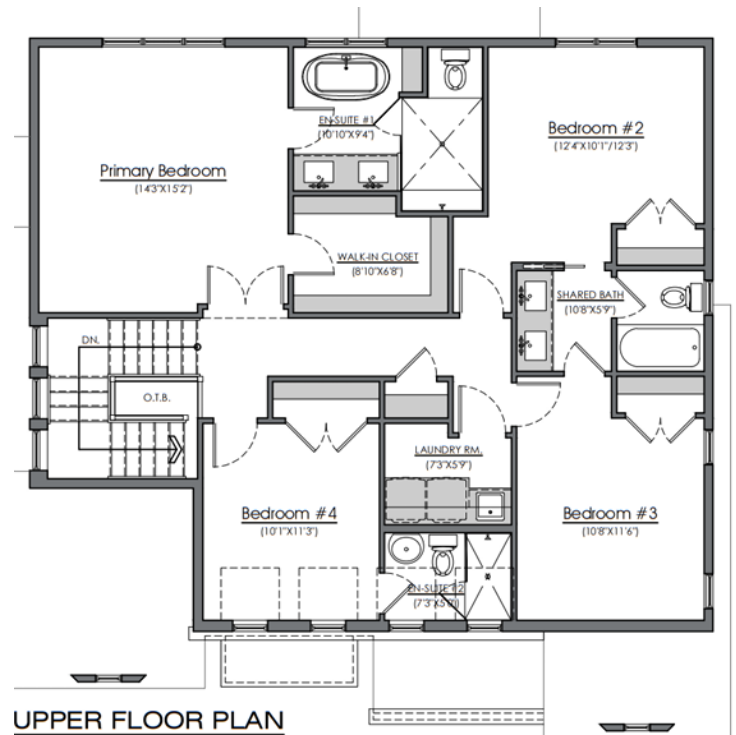 EN-SUITE #1
(10'10"X9'4")
Bedroom #2
(12'4"X10'1"/12'3")
Primary Bedroom
(14'3"X15'2")
WALK-IN CLOSET
(8'10"X6'8")
SHARED BATH
(10'8"X5'9")
DN.
O.T.B.
LAUNDRY RM.
(7'3"X5'9")
Bedroom #4
(10'1"X11'3")
Bedroom #3
(10'8"X11'6")
EN-SUITE #2
UPPER FLOOR PLAN